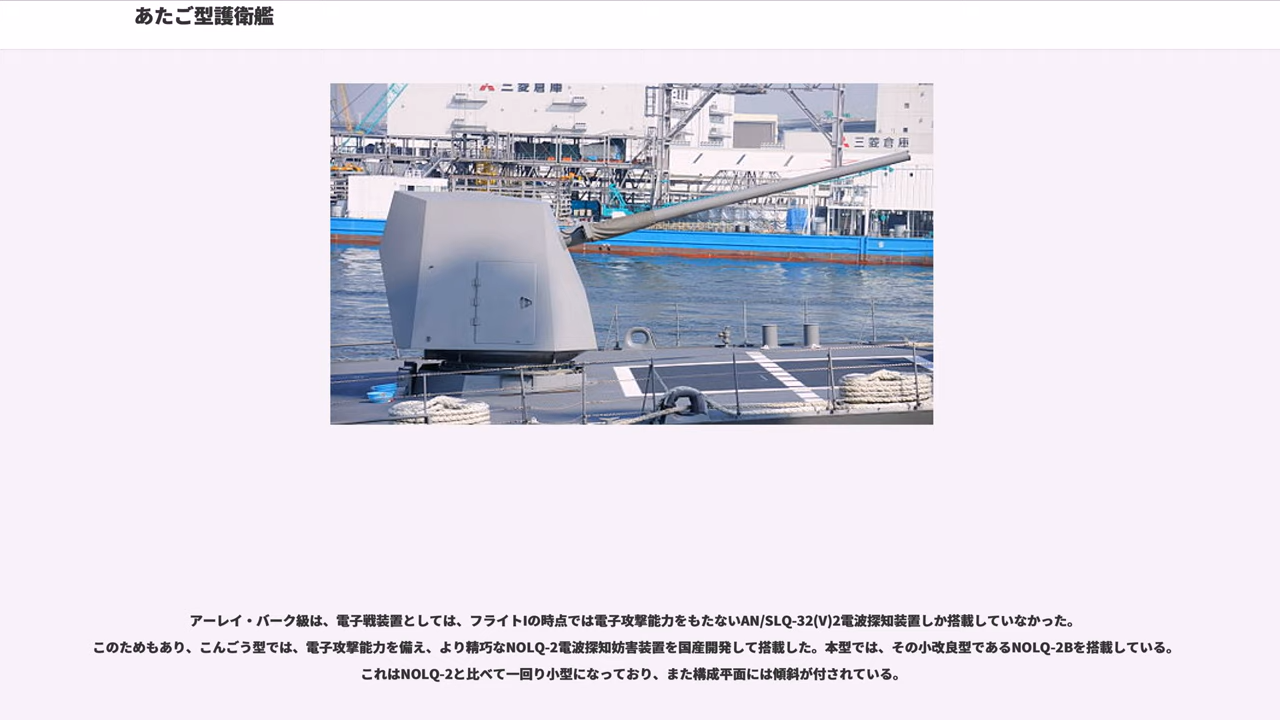 あたご型護衛艦
三菱倉庫
三菱倉庫
アーレイ・バーク級は、電子戦装置としては、フライトIの時点では電子攻撃能力をもたないAN/SLQ-32(V)2電波探知装置しか搭載していなかった。
このためもあり、こんごう型では、電子攻撃能力を備え、より精巧なNOLQ-2電波探知妨害装置を国産開発して搭載した。本型では、その小改良型であるNOLQ-2Bを搭載している。
これはNOLQ-2と比べて一回り小型になっており、また構成平面には傾斜が付されている。